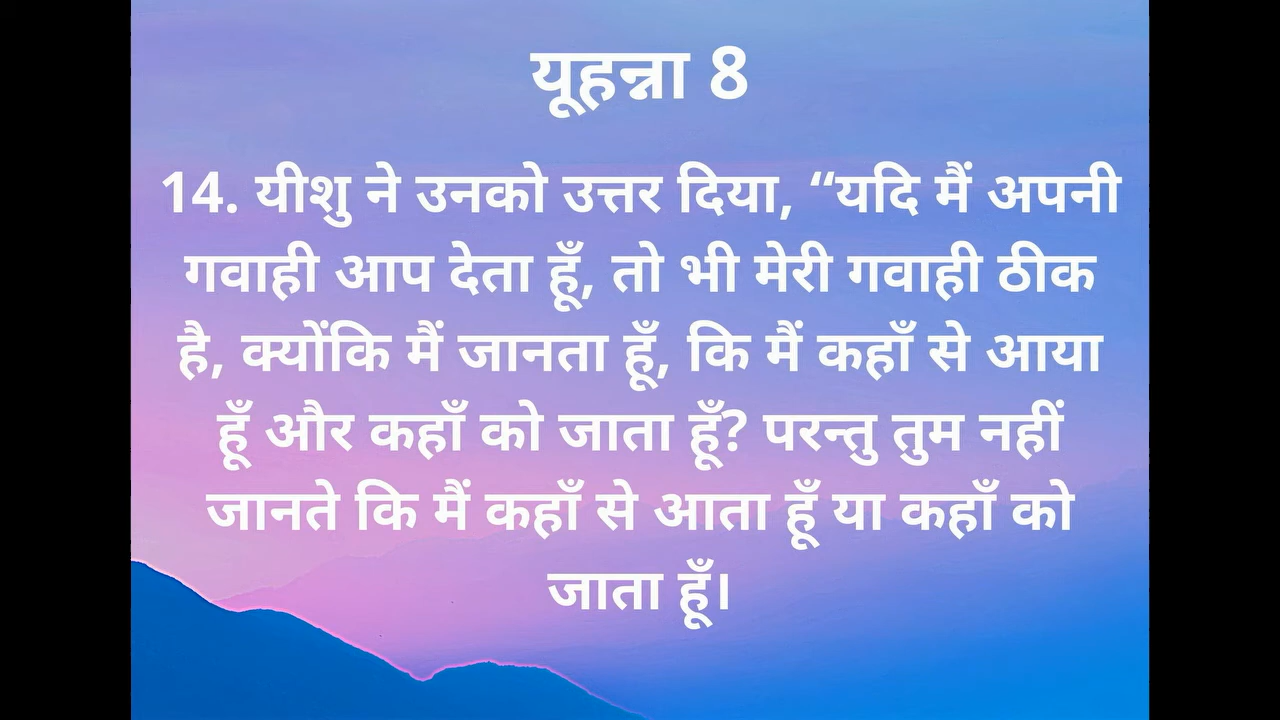 यूहन्ना 8
14. यीशु ने उनको उत्तर दिया, “यदि मैं अपनी
गवाही आप देता हूँ, तो भी मेरी गवाही ठीक
है, क्योंकि मैं जानता हूँ, कि मैं कहाँ से आया
हूँ और कहाँ को जाता हूँ? परन्तु तुम नहीं
जानते कि मैं कहाँ से आता हूँ या कहाँ को
जाता हूँ।